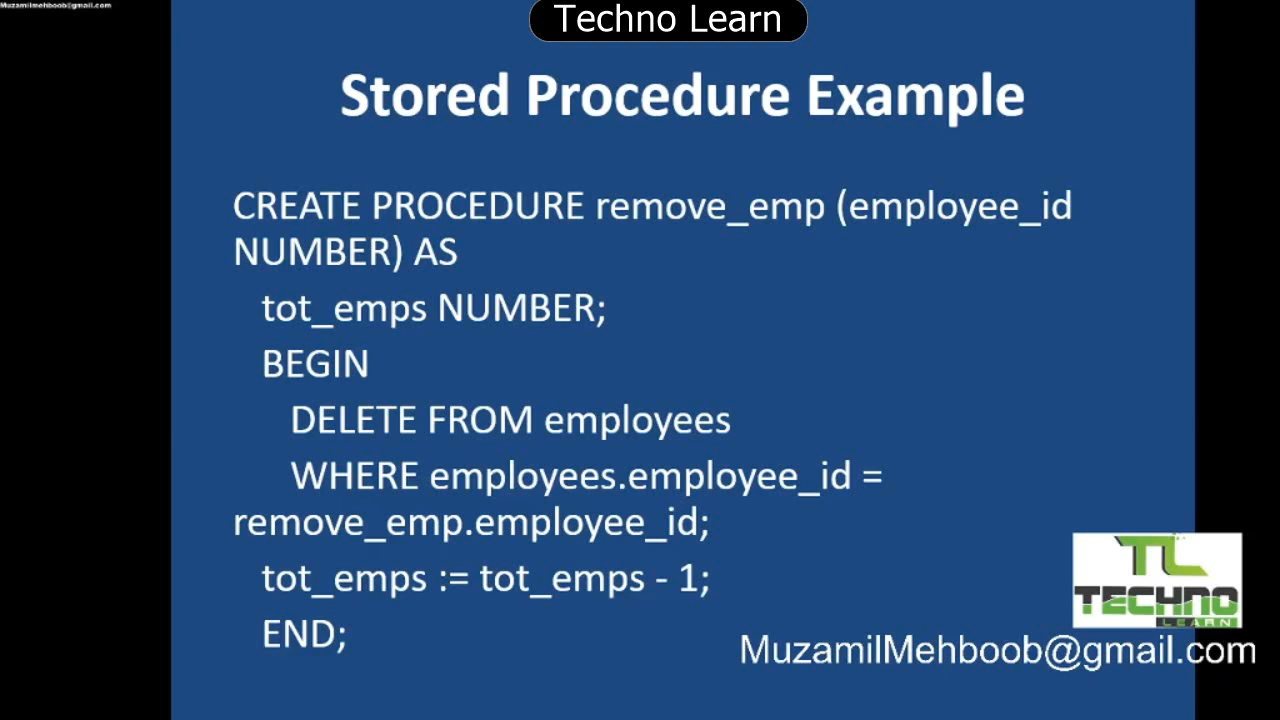 Muzamilmehboob@gmail.com
Techno Learn
Stored Procedure Example
CREATE PROCEDURE remove_emp (employee_id
NUMBER) AS
tot_emps NUMBER;
BEGIN
DELETE FROM employees
WHERE employees.employee_id =
remove_emp.employee_id;
tot_emps := tot_emps - 1;
END;
TL
TECHNO
LEARN
MuzamilMehboob@gmail.com